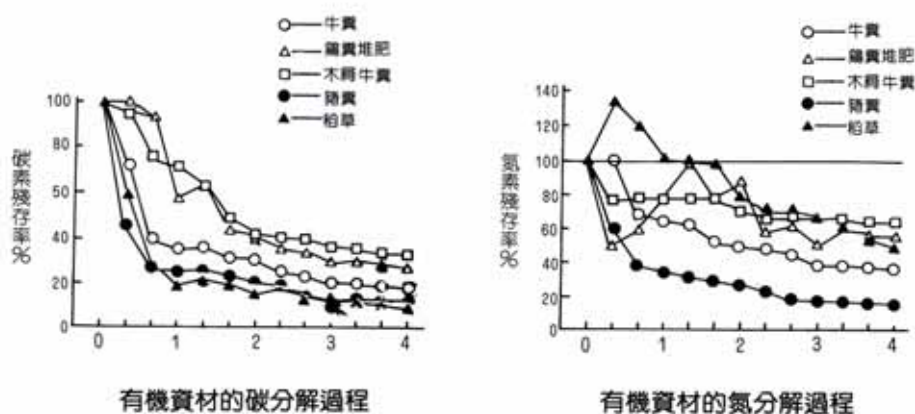 牛糞
鷄糞堆肥
木屑牛糞
豬糞
稻草
100
80
60
40
20
0
碳素殘存率%
0 1 2 3 4
有機資材的碳分解過程
牛糞
鷄糞堆肥
木屑牛糞
豬糞
稻草
140
120
100
80
60
40
20
0
氮素殘存率%
0 1 2 3 4
有機資材的氮分解過程